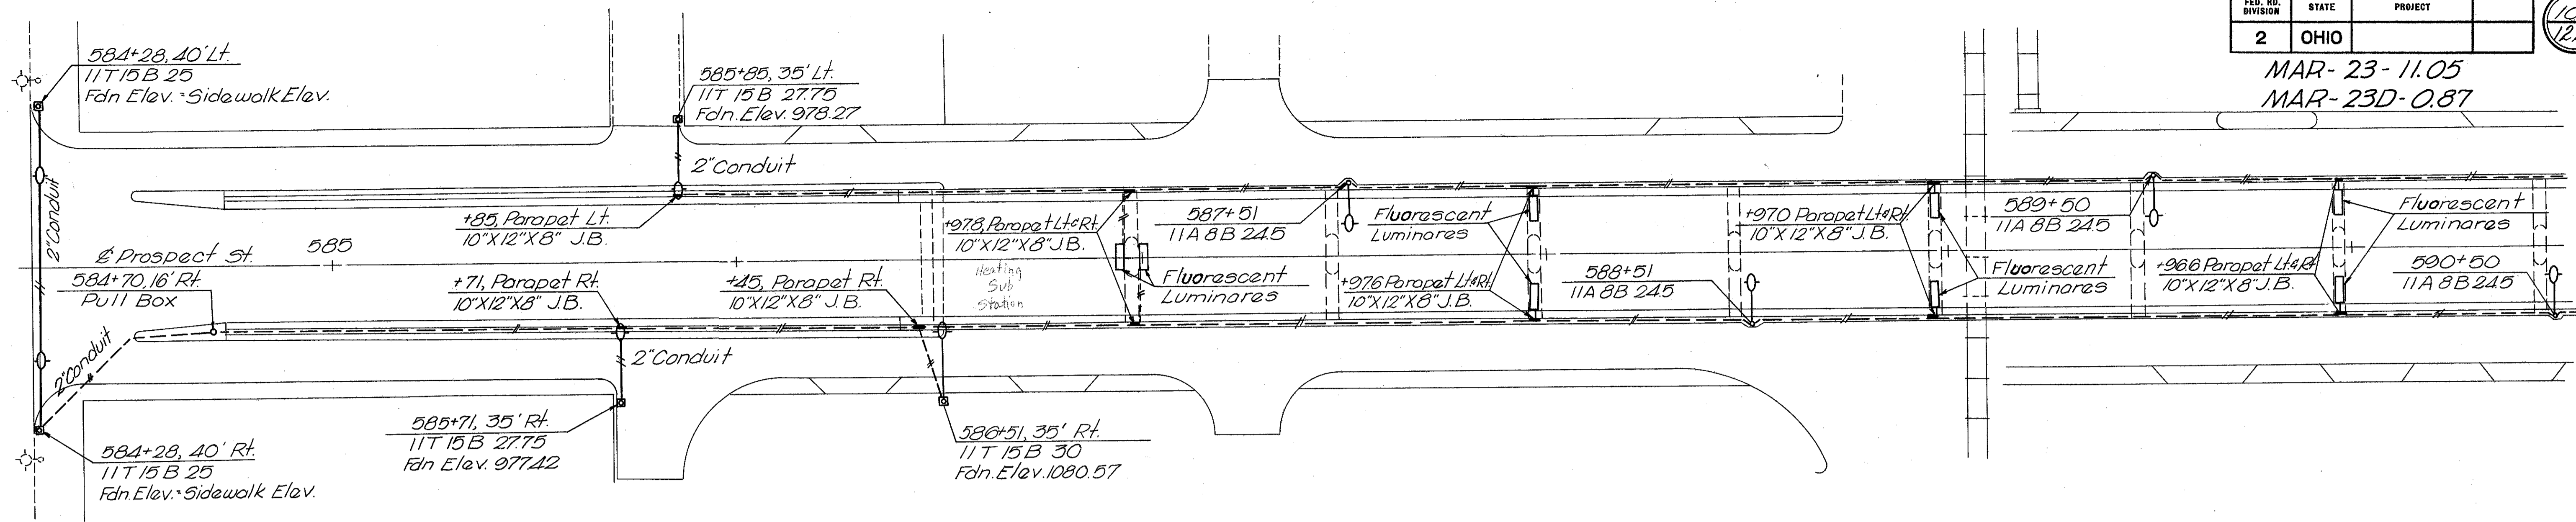 FED. RD.
DIVISION
STATE
PROJECT
2
OHIO
MAR-23-11.05
MAR-23D-0.87
584+28, 40' Lt.
11T15B 25
Fdn Elev.=Sidewalk Elev.
585+85, 35' Lt.
11T 15B 27.75
Fdn. Elev. 978.27
2"Conduit
2"Conduit
+85, Parapet Lt.
10"X12"X8" J.B.
+97.8, Parapet Lt.&Rt.
10"X12"X8" J.B.
587+51
11A 8B 24.5
Fluorescent
Luminares
+97.0 Parapet Lt&Rt.
10"X12"X8" J.B.
589+50
11A 8B 24.5
Fluorescent
Luminares
₵ Prospect St.
585
584+70, 16' Rt.
Pull Box
+71, Parapet Rt.
10"X12"X8" J.B.
+45, Parapet Rt.
10"X12"X8" J.B.
Heating
Sub
Station
Fluorescent
Luminares
+97.6 Parapet Lt.&Rt.
10"X12"X8" J.B.
588+51
11A 8B 24.5
Fluorescent
Luminares
+96.6 Parapet Lt.&Rt.
10"X12"X8" J.B.
590+50
11A 8B 24.5
2"Conduit
2"Conduit
584+28, 40' Rt.
11T15B 25
Fdn. Elev.=Sidewalk Elev.
585+71, 35' Rt.
11T 15B 27.75
Fdn Elev. 977.42
586+51, 35' Rt.
11T 15B 30
Fdn. Elev. 1080.57